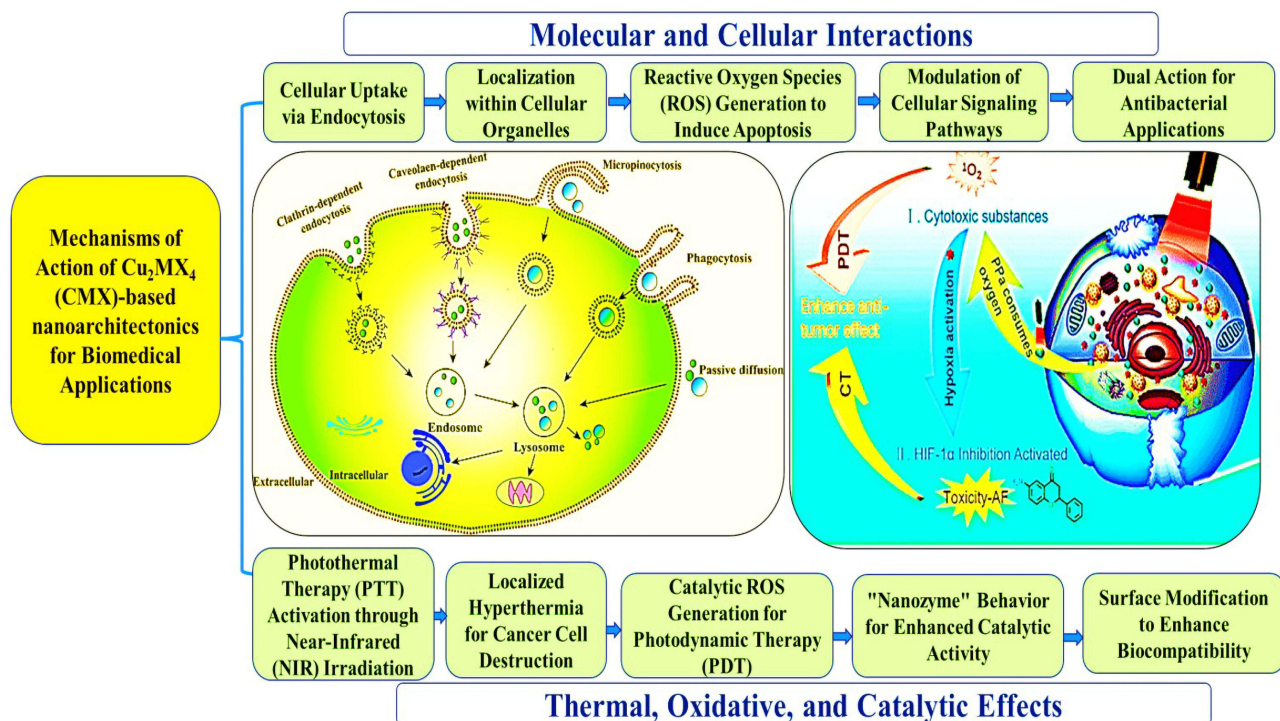 Molecular and Cellular Interactions
Cellular Uptake
via Endocytosis
Localization
within Cellular
Organelles
Reactive Oxygen Species
(ROS) Generation to
Induce Apoptosis
Modulation of
Cellular Signaling
Pathways
Dual Action for
Antibacterial
Applications
Mechanisms of
Action of Cu₂MX₄
(CMX)-based
nanoarchitectonics
for Biomedical
Applications
Clathrin-dependent
endocytosis
Caveolaen-dependent
endocytosis
Micropinocytosis
Phagocytosis
Passive diffusion
Endosome
Lysosome
Intracellular
Extracellular
¹O₂
I. Cytotoxic substances
PDT
Enhance anti-
tumor effect
CT
Hypoxia activation
PPa consumes
oxygen
II. HIF-1α Inhibition Activated
Toxicity-AF
Photothermal
Therapy (PTT)
Activation through
Near-Infrared
(NIR) Irradiation
Localized
Hyperthermia
for Cancer Cell
Destruction
Catalytic ROS
Generation for
Photodynamic Therapy
(PDT)
"Nanozyme" Behavior
for Enhanced Catalytic
Activity
Surface Modification
to Enhance
Biocompatibility
Thermal, Oxidative, and Catalytic Effects